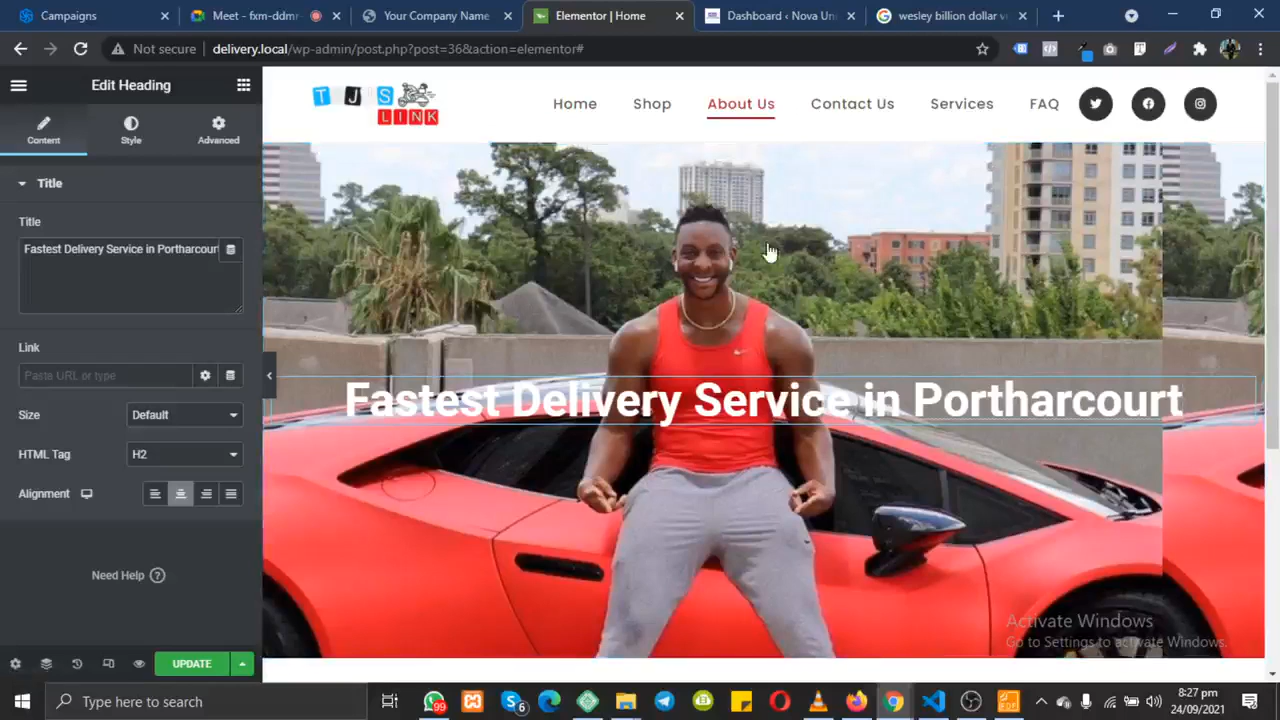 Campaigns
Meet - fxm-ddmr
Your Company Name
Elementor | Home
Dashboard ‹ Nova Uni
wesley billion dollar v
Not secure
delivery.local/wp-admin/post.php?post=36&action=elementor#
Edit Heading
Content
Style
Advanced
Title
Title
Fastest Delivery Service in Portharcourt
Link
Paste URL or type
Size
Default
HTML Tag
H2
Alignment
Need Help ?
UPDATE
T J S
LINK
Home
Shop
About Us
Contact Us
Services
FAQ
Fastest Delivery Service in Portharcourt
Activate Windows
Go to Settings to activate Windows.
Type here to search
99
6
8:27 pm
24/09/2021